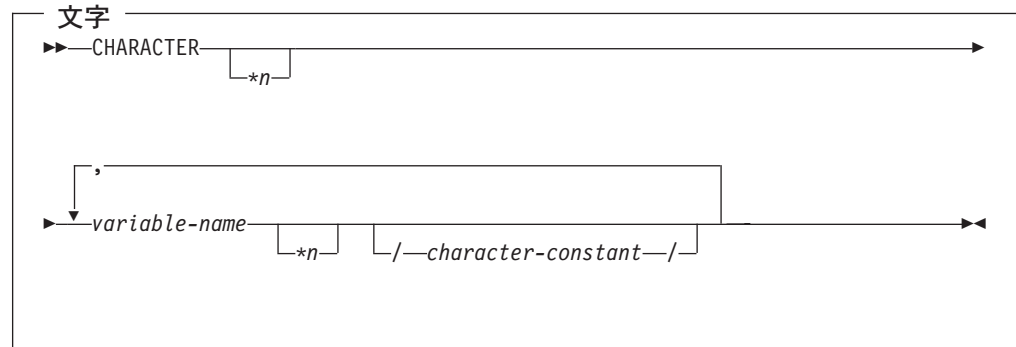 文字
CHARACTER
*n
,
variable-name
*n
/ character-constant /